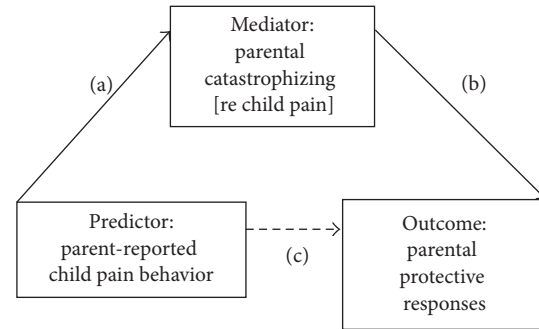 Mediator:
parental
catastrophizing
[re child pain]
(a)
(b)
Predictor:
parent-reported
child pain behavior
(c)
Outcome:
parental
protective
responses